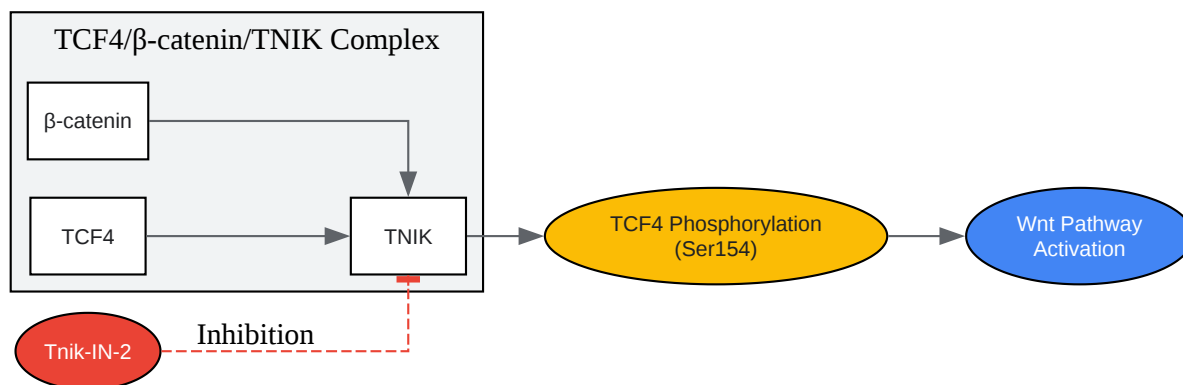 TCF4/β-catenin/TNIK Complex
β-catenin
TCF4
TNIK
TCF4 Phosphorylation
(Ser154)
Wnt Pathway
Activation
Inhibition
Tnik-IN-2